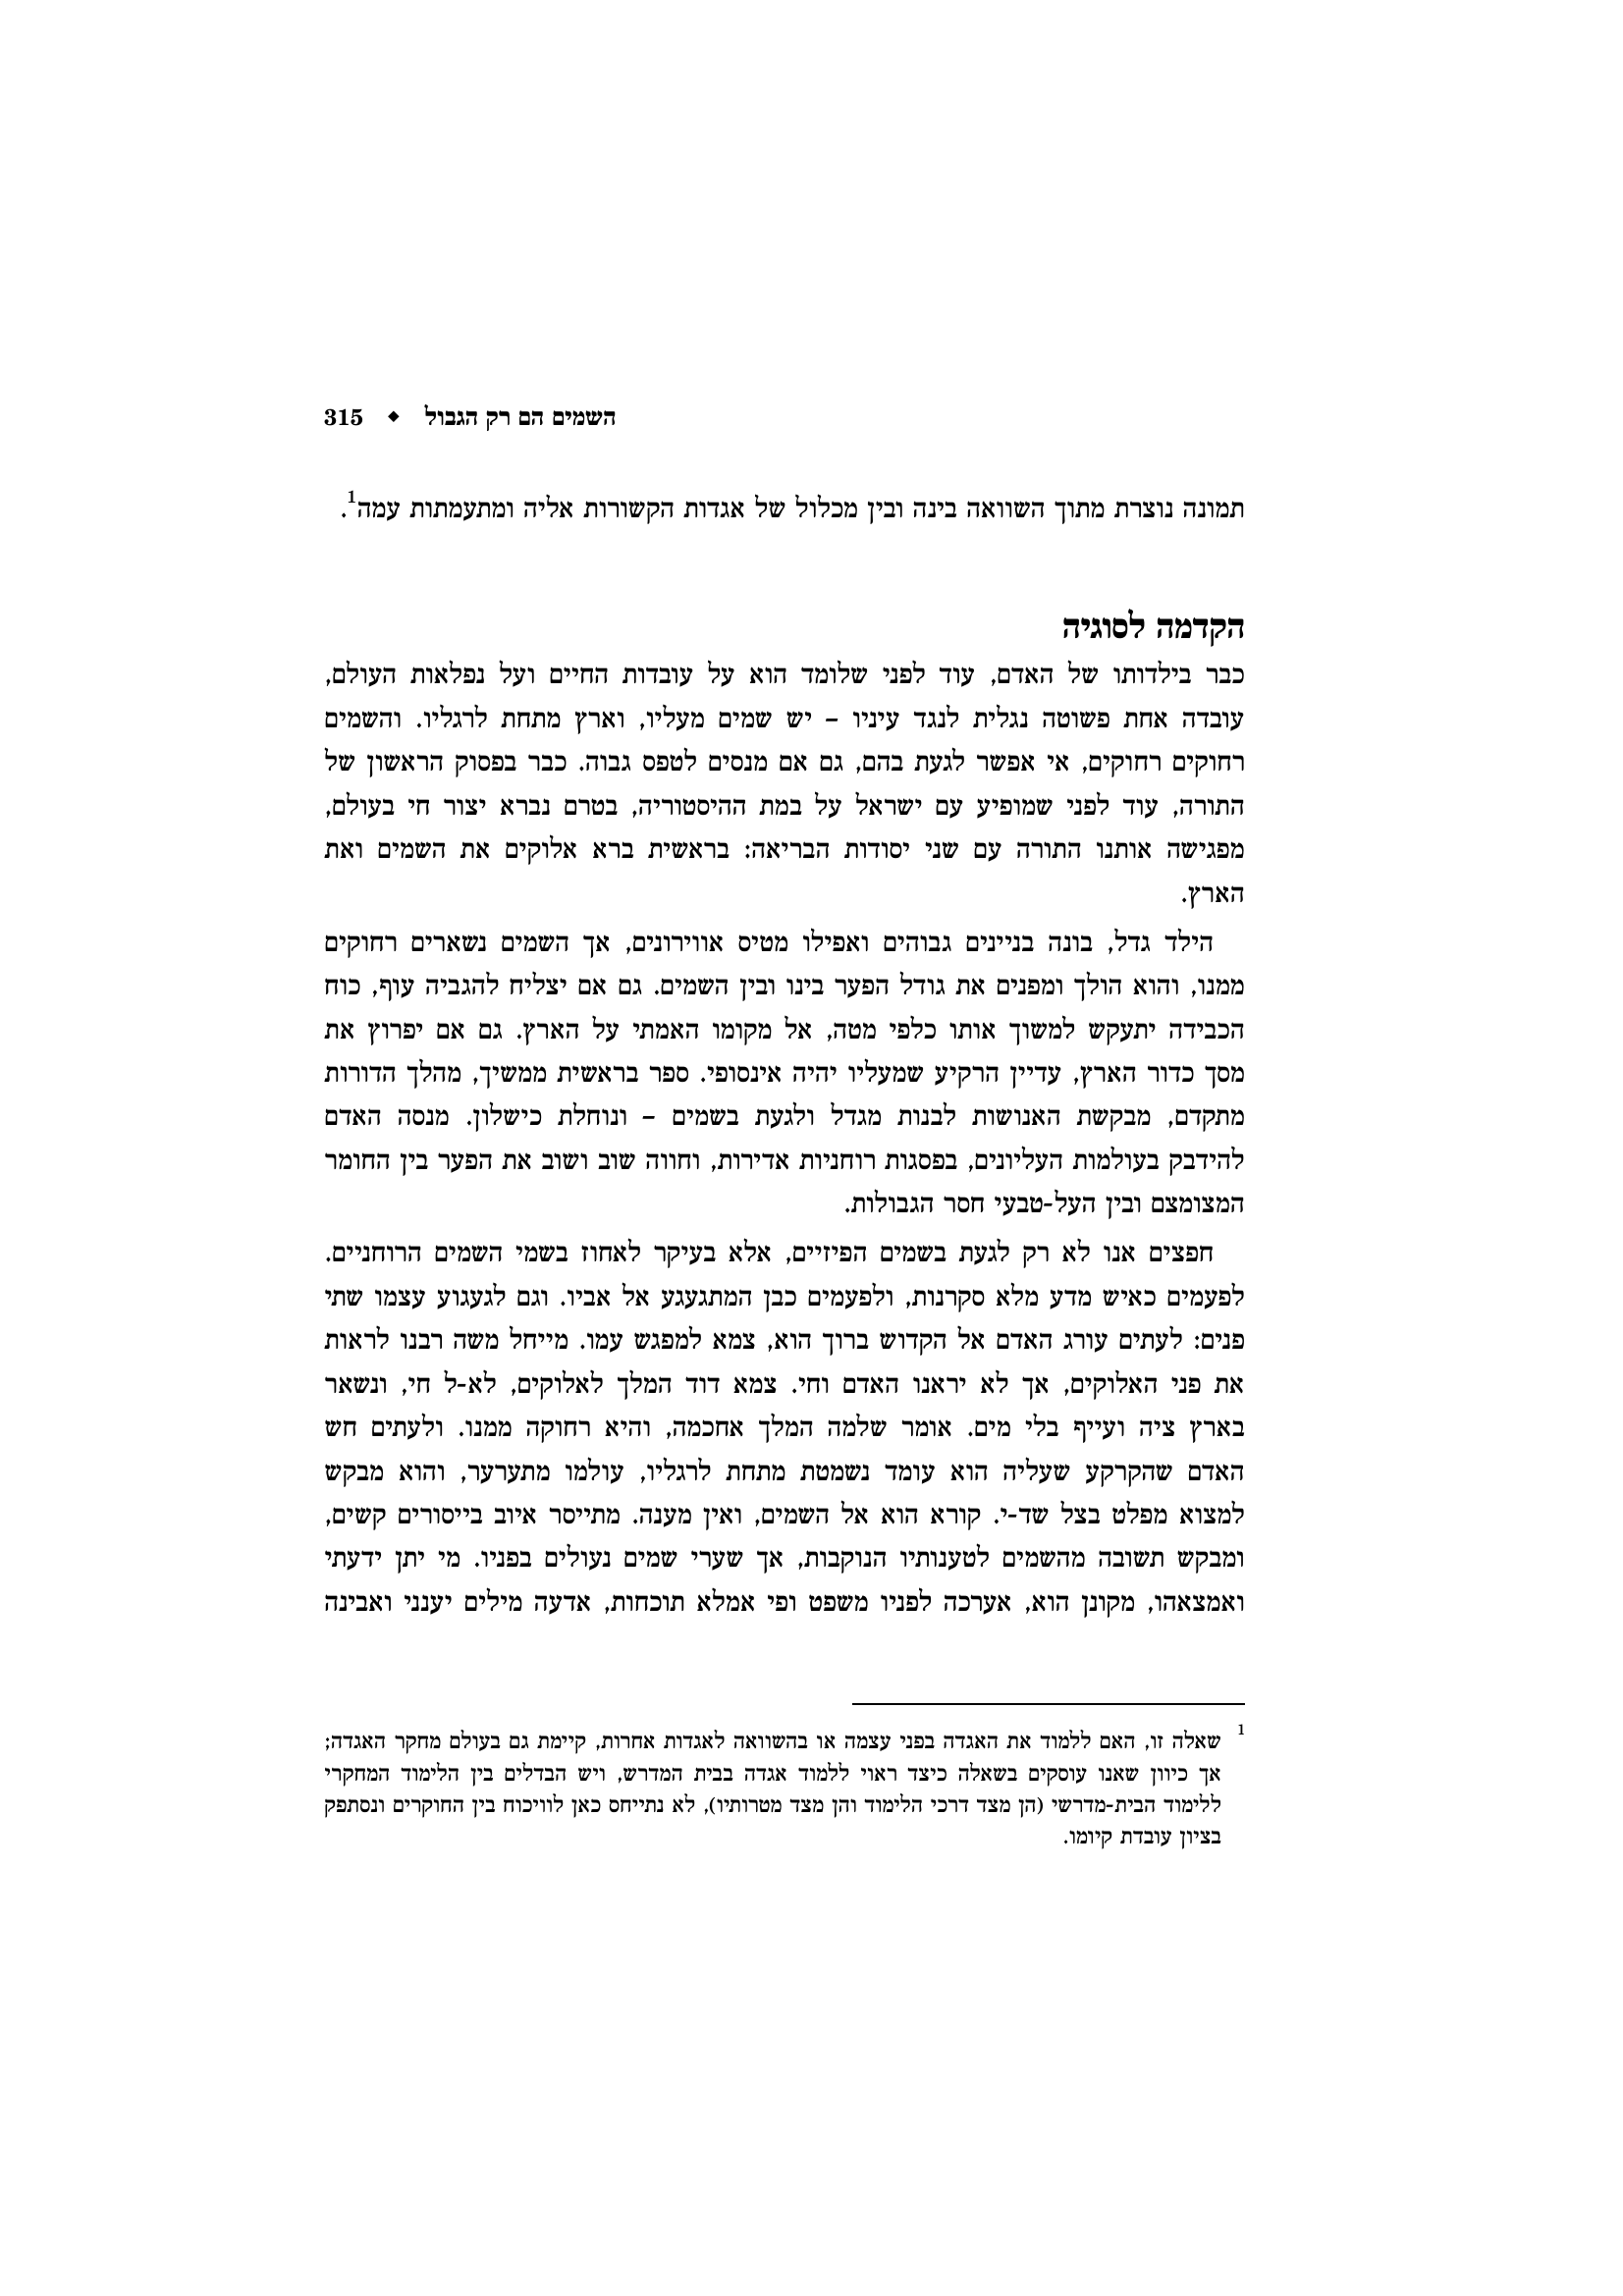 השמים הם רק הגבול ◆ 315
תמונה נוצרת מתוך השוואה בינה ובין מכלול של אגדות הקשורות אליה ומתעמתות עמה1.
הקדמה לסוגיה
כבר בילדותו של האדם, עוד לפני שלומד הוא על עובדות החיים ועל נפלאות העולם,
עובדה אחת פשוטה נגלית לנגד עיניו – יש שמים מעליו, וארץ מתחת לרגליו. והשמים
רחוקים רחוקים, אי אפשר לגעת בהם, גם אם מנסים לטפס גבוה. כבר בפסוק הראשון של
התורה, עוד לפני שמופיע עם ישראל על במת ההיסטוריה, בטרם נברא יצור חי בעולם,
מפגישה אותנו התורה עם שני יסודות הבריאה: בראשית ברא אלוקים את השמים ואת
הארץ.
הילד גדל, בונה בניינים גבוהים ואפילו מטיס אווירונים, אך השמים נשארים רחוקים
ממנו, והוא הולך ומפנים את גודל הפער בינו ובין השמים. גם אם יצליח להגביה עוף, כוח
הכבידה יתעקש למשוך אותו כלפי מטה, אל מקומו האמתי על הארץ. גם אם יפרוץ את
מסך כדור הארץ, עדיין הרקיע שמעליו יהיה אינסופי. ספר בראשית ממשיך, מהלך הדורות
מתקדם, מבקשת האנושות לבנות מגדל ולגעת בשמים – ונוחלת כישלון. מנסה האדם
להידבק בעולמות העליונים, בפסגות רוחניות אדירות, וחווה שוב ושוב את הפער בין החומר
המצומצם ובין העל-טבעי חסר הגבולות.
חפצים אנו לא רק לגעת בשמים הפיזיים, אלא בעיקר לאחוז בשמי השמים הרוחניים.
לפעמים כאיש מדע מלא סקרנות, ולפעמים כבן המתגעגע אל אביו. וגם לגעגוע עצמו שתי
פנים: לעתים עורג האדם אל הקדוש ברוך הוא, צמא למפגש עמו. מייחל משה רבנו לראות
את פני האלוקים, אך לא יראנו האדם וחי. צמא דוד המלך לאלוקים, לא-ל חי, ונשאר
בארץ ציה ועייף בלי מים. אומר שלמה המלך אחכמה, והיא רחוקה ממנו. ולעתים חש
האדם שהקרקע שעליה הוא עומד נשמטת מתחת לרגליו, עולמו מתערער, והוא מבקש
למצוא מפלט בצל שד-י. קורא הוא אל השמים, ואין מענה. מתייסר איוב בייסורים קשים,
ומבקש תשובה מהשמים לטענותיו הנוקבות, אך שערי שמים נעולים בפניו. מי יתן ידעתי
ואמצאהו, מקונן הוא, אערכה לפניו משפט ופי אמלא תוכחות, אדעה מילים יענני ואבינה
1 שאלה זו, האם ללמוד את האגדה בפני עצמה או בהשוואה לאגדות אחרות, קיימת גם בעולם מחקר האגדה;
אך כיוון שאנו עוסקים בשאלה כיצד ראוי ללמוד אגדה בבית המדרש, ויש הבדלים בין הלימוד המחקרי
ללימוד הבית-מדרשי (הן מצד דרכי הלימוד והן מצד מטרותיו), לא נתייחס כאן לוויכוח בין החוקרים ונסתפק
בציון עובדת קיומו.